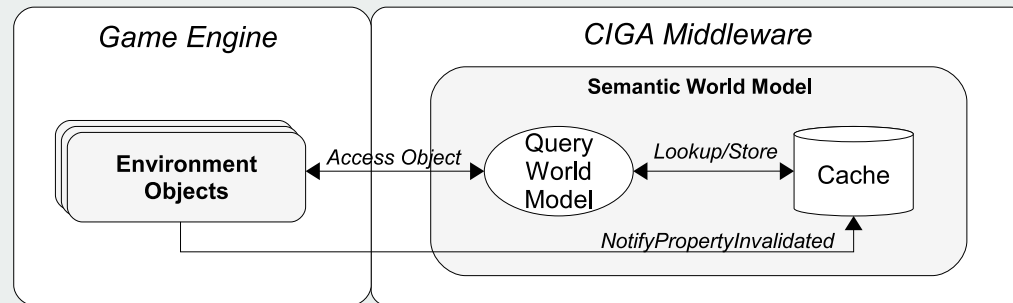 Game Engine
CIGA Middleware
Semantic World Model
Environment
Objects
Access Object
Query
World
Model
Lookup/Store
Cache
NotifyPropertyInvalidated